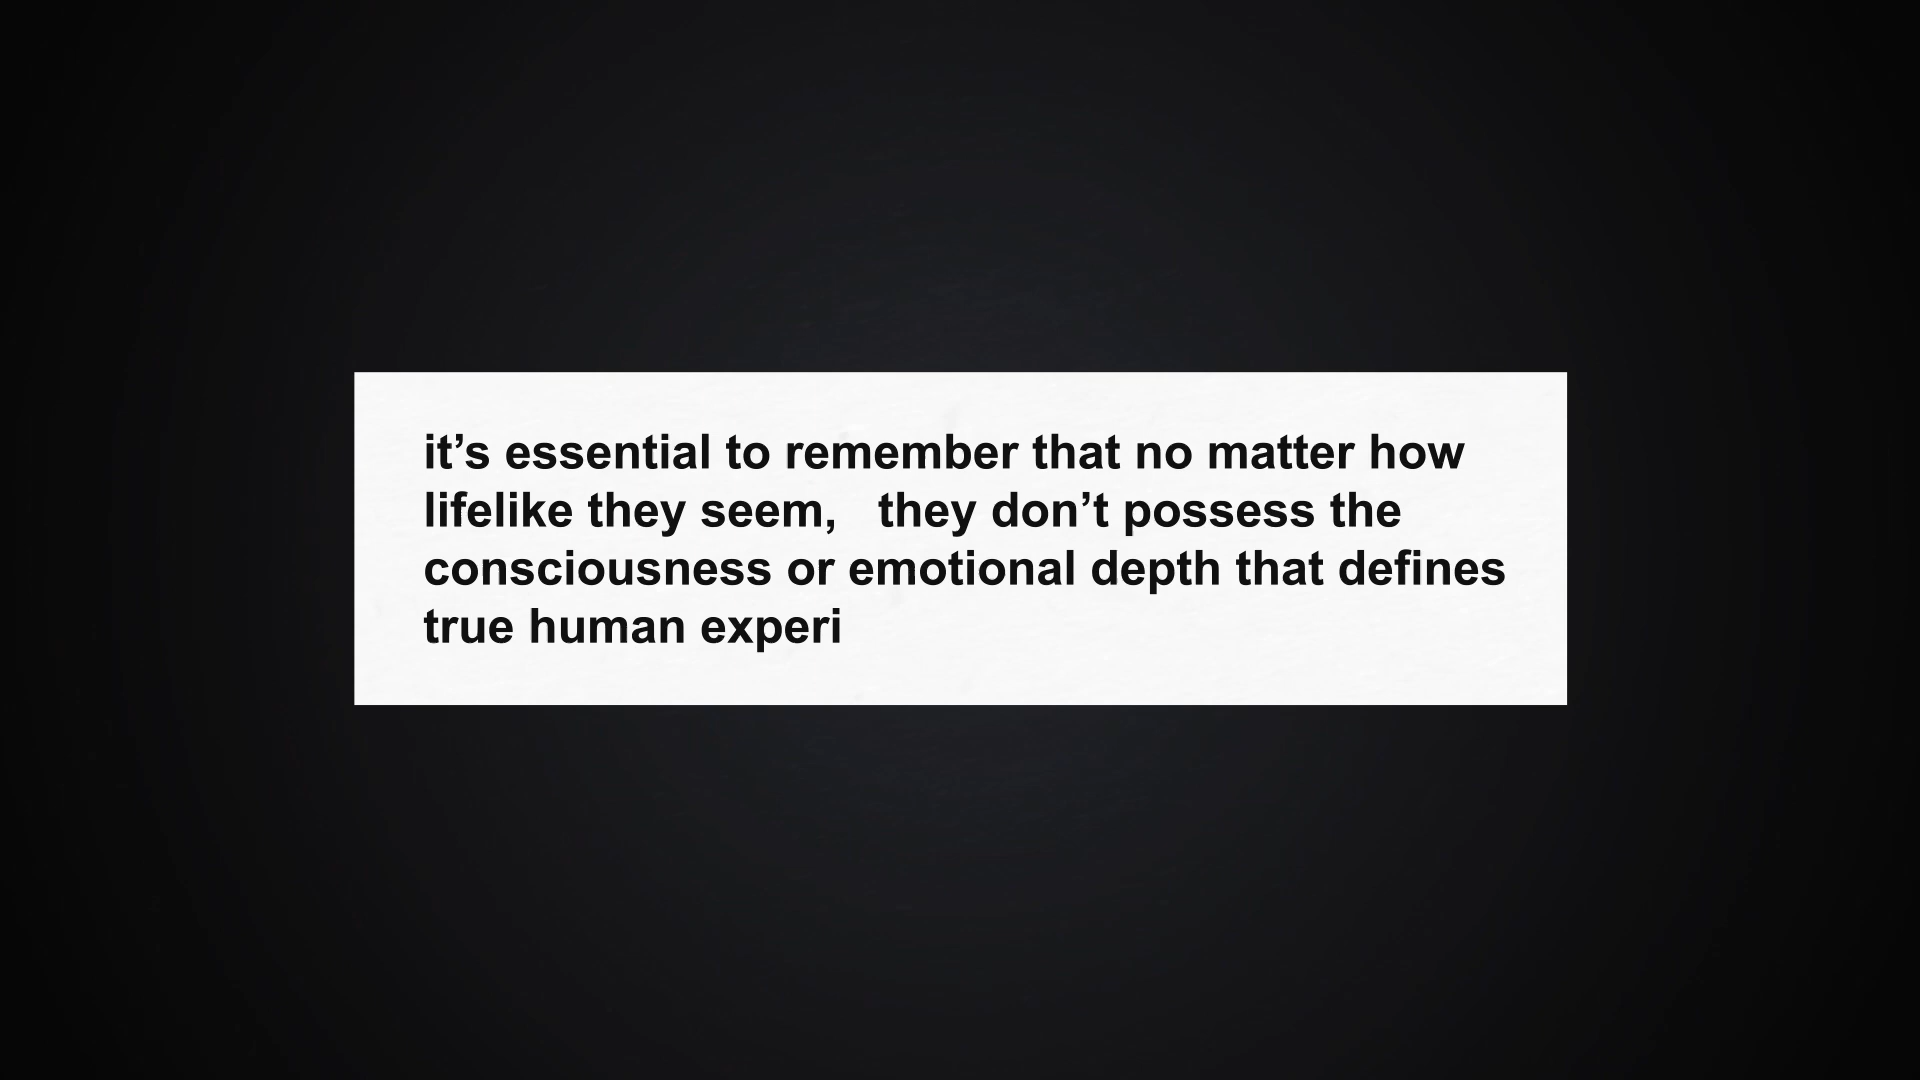 it’s essential to remember that no matter how
lifelike they seem,   they don’t possess the
consciousness or emotional depth that defines
true human experi